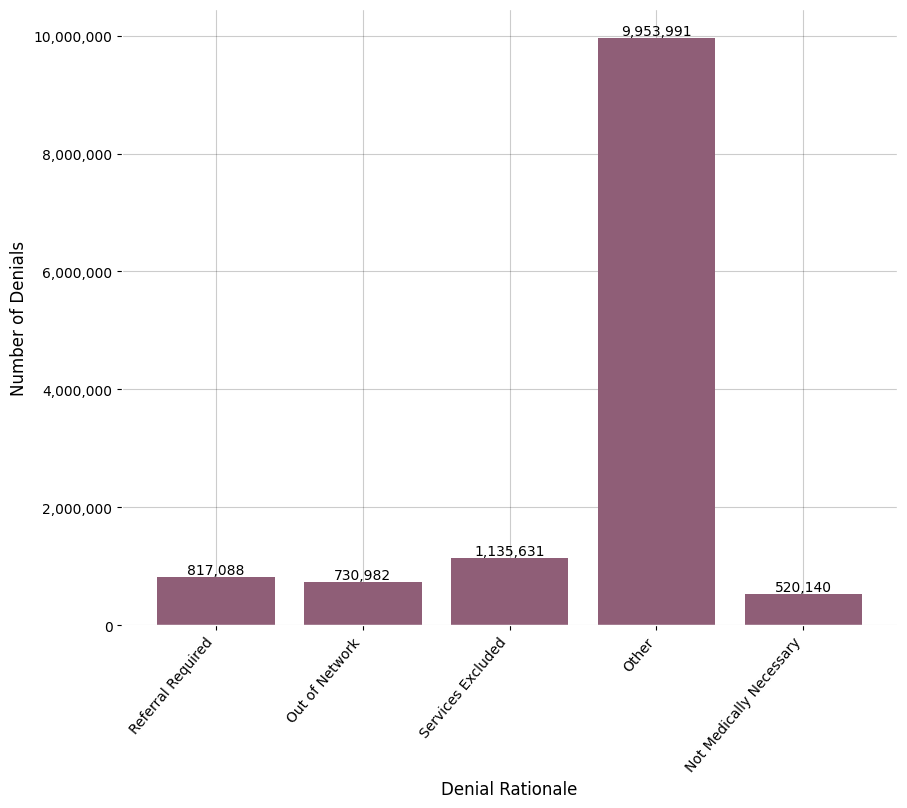 10,000,000
8,000,000
6,000,000
4,000,000
2,000,000
0
Number of Denials
817,088
730,982
1,135,631
9,953,991
520,140
Referral Required
Out of Network
Services Excluded
Other
Not Medically Necessary
Denial Rationale